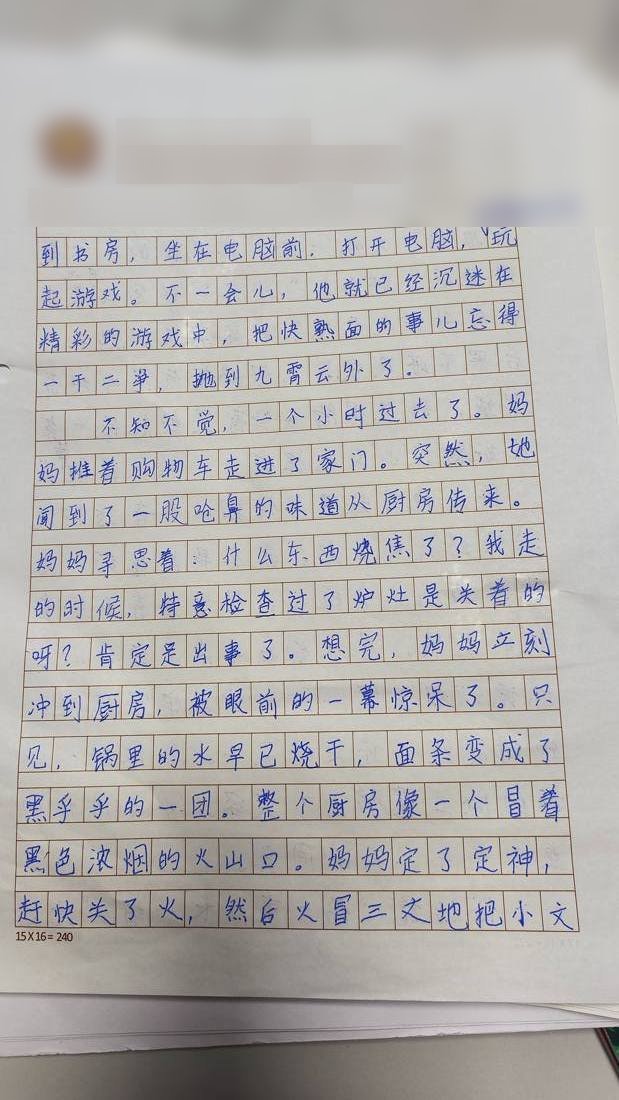 到书房，坐在电脑前．打开电脑，玩
起游戏。不一会儿，他就已经沉迷在
精彩的游戏中，把快熟面的事儿忘得
一干二净，抛到九霄云外了．
不知不觉，一个小时过去了。妈
妈推着购物车走进了家门。突然，她
闻到了一股呛鼻的味道从厨房传来。
妈妈寻思着：什么东西烧焦了？我走
的时候，特意检查过了炉灶是关着的
呀？肯定是出事了。想完，妈妈立刻
冲到厨房，被眼前的一幕惊呆了。只
见，锅里的水早已烧干，面条变成了
黑乎乎的一团。整个厨房像一个冒着
黑色浓烟的火山口。妈妈定了定神，
赶快关了火，然后火冒三丈地把小文
15X16=240